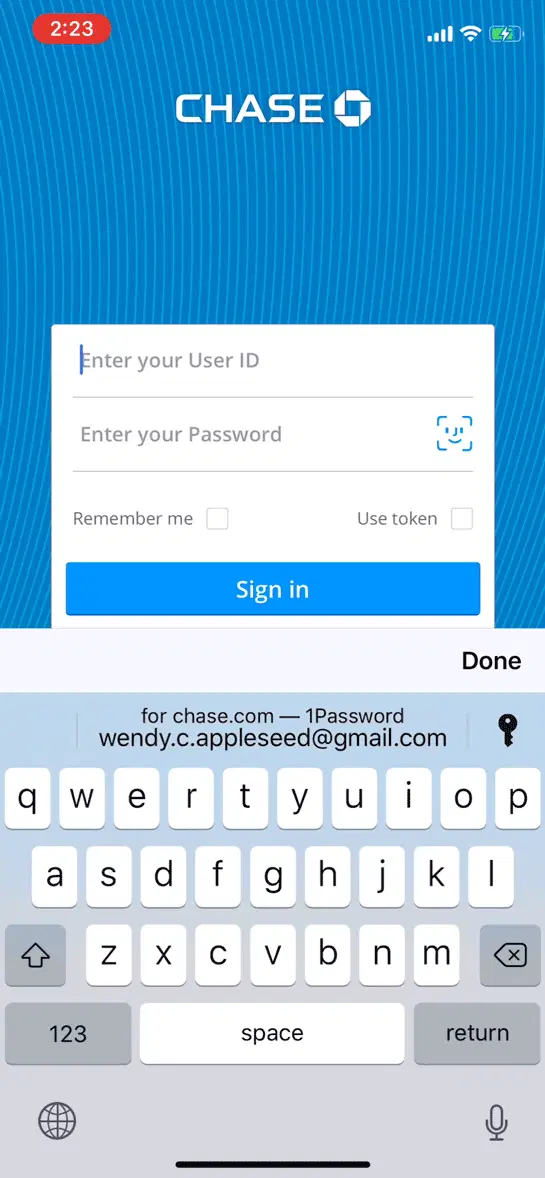 2:23
CHASE
Enter your User ID
Enter your Password
Remember me
Use token
Sign in
Done
for chase.com — 1Password
wendy.c.appleseed@gmail.com
q w e r t y u i o p
a s d f g h j k l
z x c v b n m
123 space return